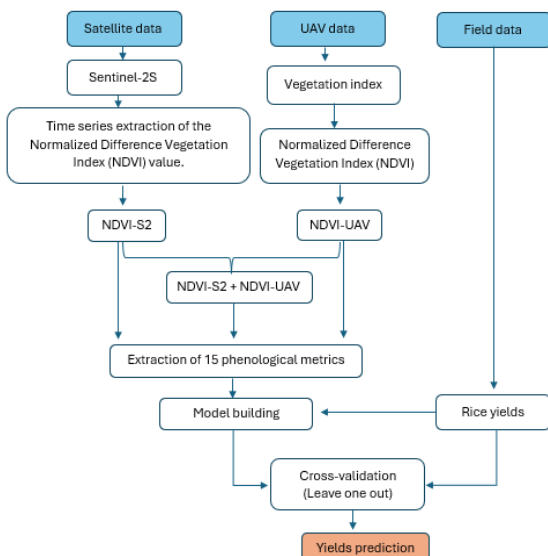 Satellite data
UAV data
Field data
Sentinel-2S
Vegetation index
Time series extraction of the
Normalized Difference Vegetation
Index (NDVI) value.
Normalized Difference
Vegetation Index (NDVI)
NDVI-S2
NDVI-UAV
NDVI-S2 + NDVI-UAV
Extraction of 15 phenological metrics
Model building
Rice yields
Cross-validation
(Leave one out)
Yields prediction